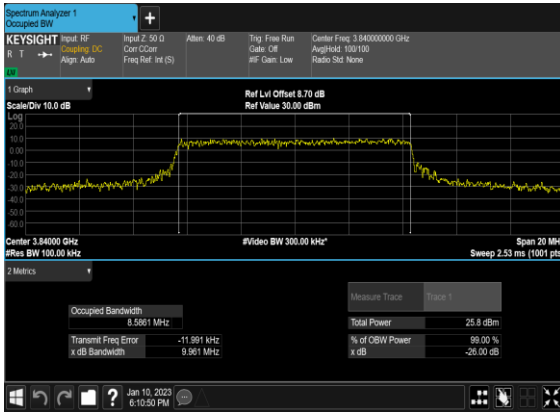 Spectrum Analyzer 1
Occupied BW
+
KEYSIGHT Input: RF Input Z: 50 Ω Atten: 40 dB Trig: Free Run Center Freq: 3.840000000 GHz
R T Coupling: DC Corr CCorr Gate: Off Avg|Hold: 100/100
Align: Auto Freq Ref: Int (S) #IF Gain: Low Radio Std: None
LXI
1 Graph
Ref Lvl Offset 8.70 dB
Scale/Div 10.0 dB Ref Value 30.00 dBm
Log
20.0
10.0
0.00
-10.0
-20.0
-30.0
-40.0
-50.0
-60.0
Center 3.84000 GHz #Video BW 300.00 kHz* Span 20 MH
#Res BW 100.00 kHz Sweep 2.53 ms (1001 pts
2 Metrics
Measure Trace Trace 1
Occupied Bandwidth
8.5861 MHz Total Power 25.8 dBm
Transmit Freq Error -11.991 kHz % of OBW Power 99.00 %
x dB Bandwidth 9.961 MHz x dB -26.00 dB
? Jan 10, 2023
6:10:50 PM